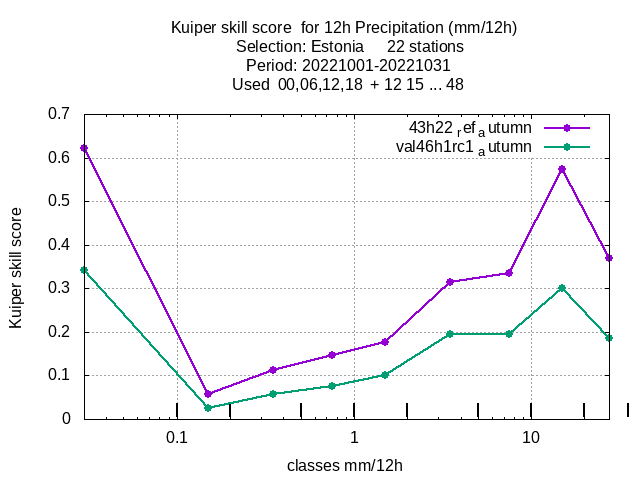 Kuiper skill score  for 12h Precipitation (mm/12h)
Selection: Estonia     22 stations
Period: 20221001-20221031
Used  00,06,12,18  + 12 15 ... 48
43h22 ref a utumn
val46h1rc1 a utumn
0.7
0.6
0.5
0.4
0.3
0.2
0.1
0
Kuiper skill score
0.1 1 10
classes mm/12h